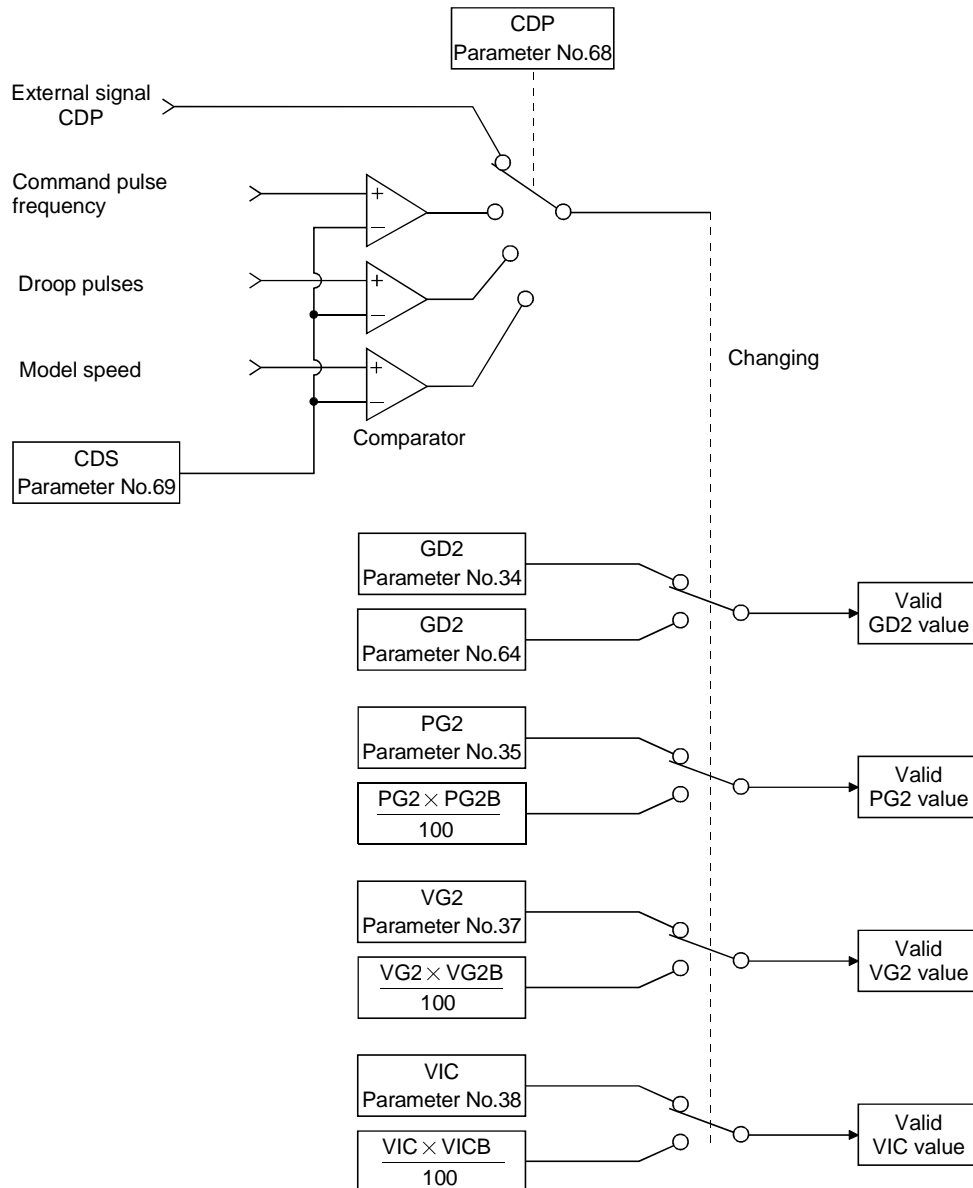 CDP
Parameter No.68
External signal
CDP
Command pulse
frequency
+
−
Droop pulses
+
−
Model speed
+
−
Changing
Comparator
CDS
Parameter No.69
GD2
Parameter No.34
GD2
Parameter No.64
Valid
GD2 value
PG2
Parameter No.35
PG2 × PG2B
100
Valid
PG2 value
VG2
Parameter No.37
VG2 × VG2B
100
Valid
VG2 value
VIC
Parameter No.38
VIC × VICB
100
Valid
VIC value